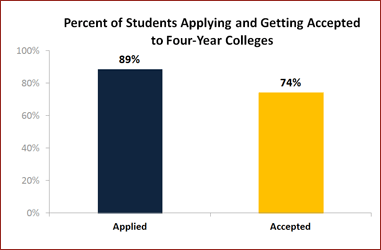 Percent of Students Applying and Getting Accepted
to Four-Year Colleges
100%
80%
60%
40%
20%
0%
89%
74%
Applied
Accepted